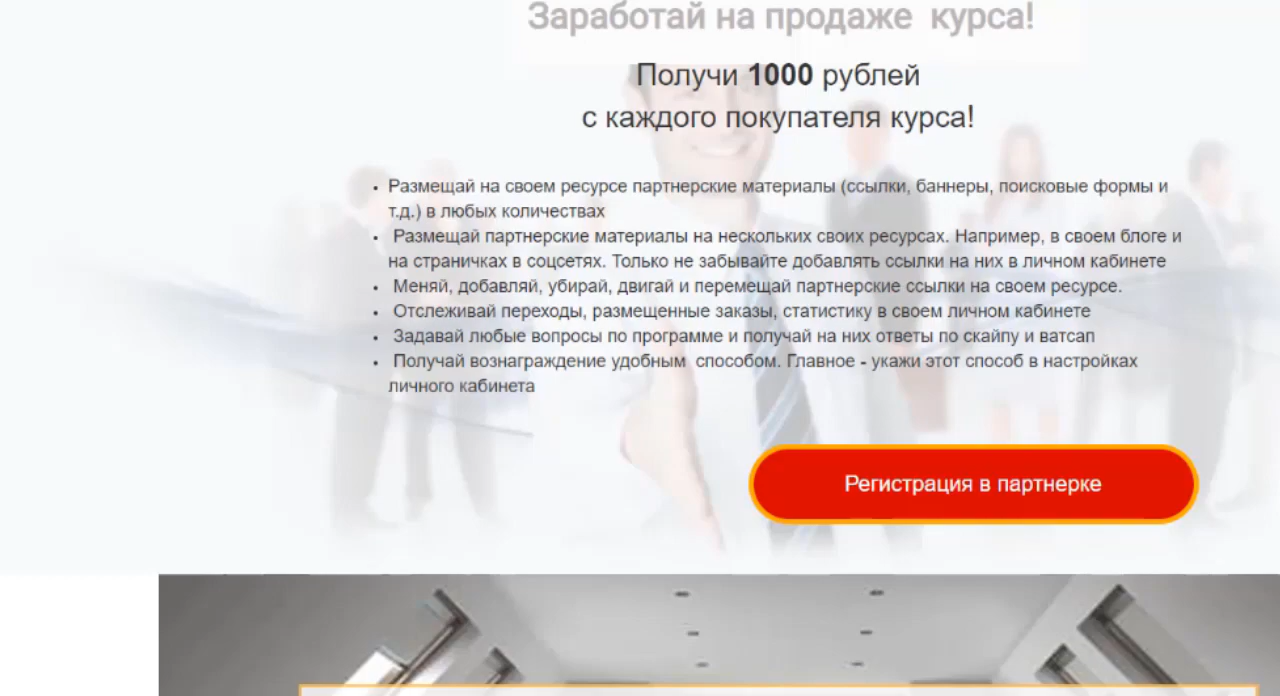 Заработай на продаже курса!
Получи 1000 рублей
с каждого покупателя курса!
• Размещай на своем ресурсе партнерские материалы (ссылки, баннеры, поисковые формы и
т.д.) в любых количествах
• Размещай партнерские материалы на нескольких своих ресурсах. Например, в своем блоге и
на страничках в соцсетях. Только не забывайте добавлять ссылки на них в личном кабинете
• Меняй, добавляй, убирай, двигай и перемещай партнерские ссылки на своем ресурсе.
• Отслеживай переходы, размещенные заказы, статистику в своем личном кабинете
• Задавай любые вопросы по программе и получай на них ответы по скайпу и ватсап
• Получай вознаграждение удобным способом. Главное - укажи этот способ в настройках
личного кабинета
Регистрация в партнерке